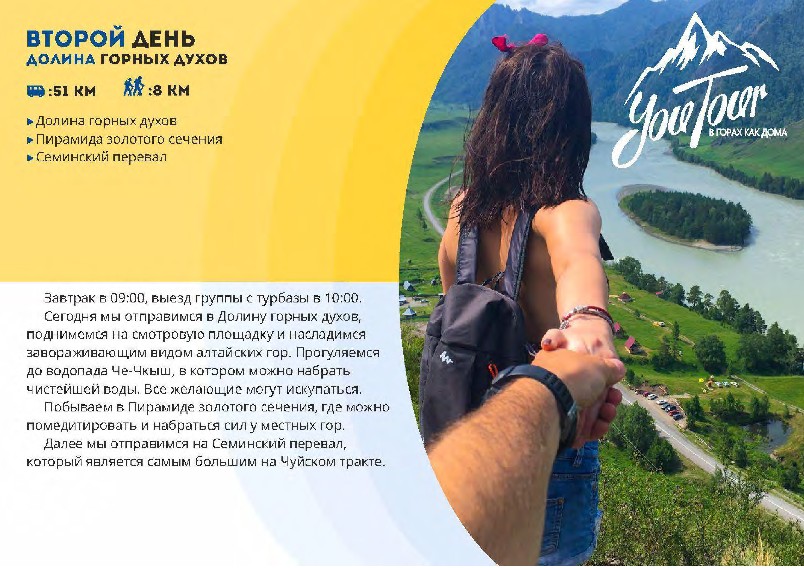 ВТОРОЙ ДЕНЬ
ДОЛИНА ГОРНЫХ ДУХОВ
:51 КМ :8 КМ
Долина горных духов
Пирамида золотого сечения
Семинский перевал
Завтрак в 09:00, выезд группы с турбазы в 10:00.
Сегодня мы отправимся в Долину горных духов,
поднимемся на смотровую площадку и насладимся
завораживающим видом алтайских гор. Прогуляемся
до водопада Че-Чкыш, в котором можно набрать
чистейшей воды. Все желающие могут искупаться.
Побываем в Пирамиде золотого сечения, где можно
помедитировать и набраться сил у местных гор.
Далее мы отправимся на Семинский перевал,
который является самым большим на Чуйском тракте.
YouTour
В ГОРАХ КАК ДОМА